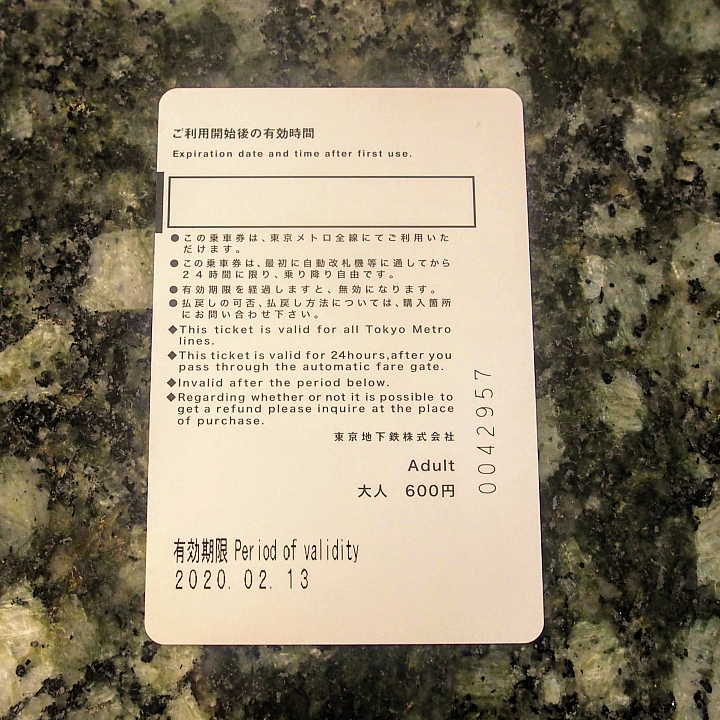 ご利用開始後の有効時間
Expiration date and time after first use.
●この乗車券は、東京メトロ全線にてご利用いた
だけます。
●この乗車券は、最初に自動改札機等に通してから
24時間に限り、乗り降り自由です。
●有効期限を経過しますと、無効になります。
●払戻しの可否、払戻し方法については、購入箇所
にお問い合わせ下さい。
◆This ticket is valid for all Tokyo Metro
lines.
◆This ticket is valid for 24hours,after you
pass through the automatic fare gate.
◆Invalid after the period below.
◆Regarding whether or not it is possible to
get a refund please inquire at the place
of purchase.
東京地下鉄株式会社
Adult
大人 600円
0042957
有効期限 Period of validity
2020.02.13